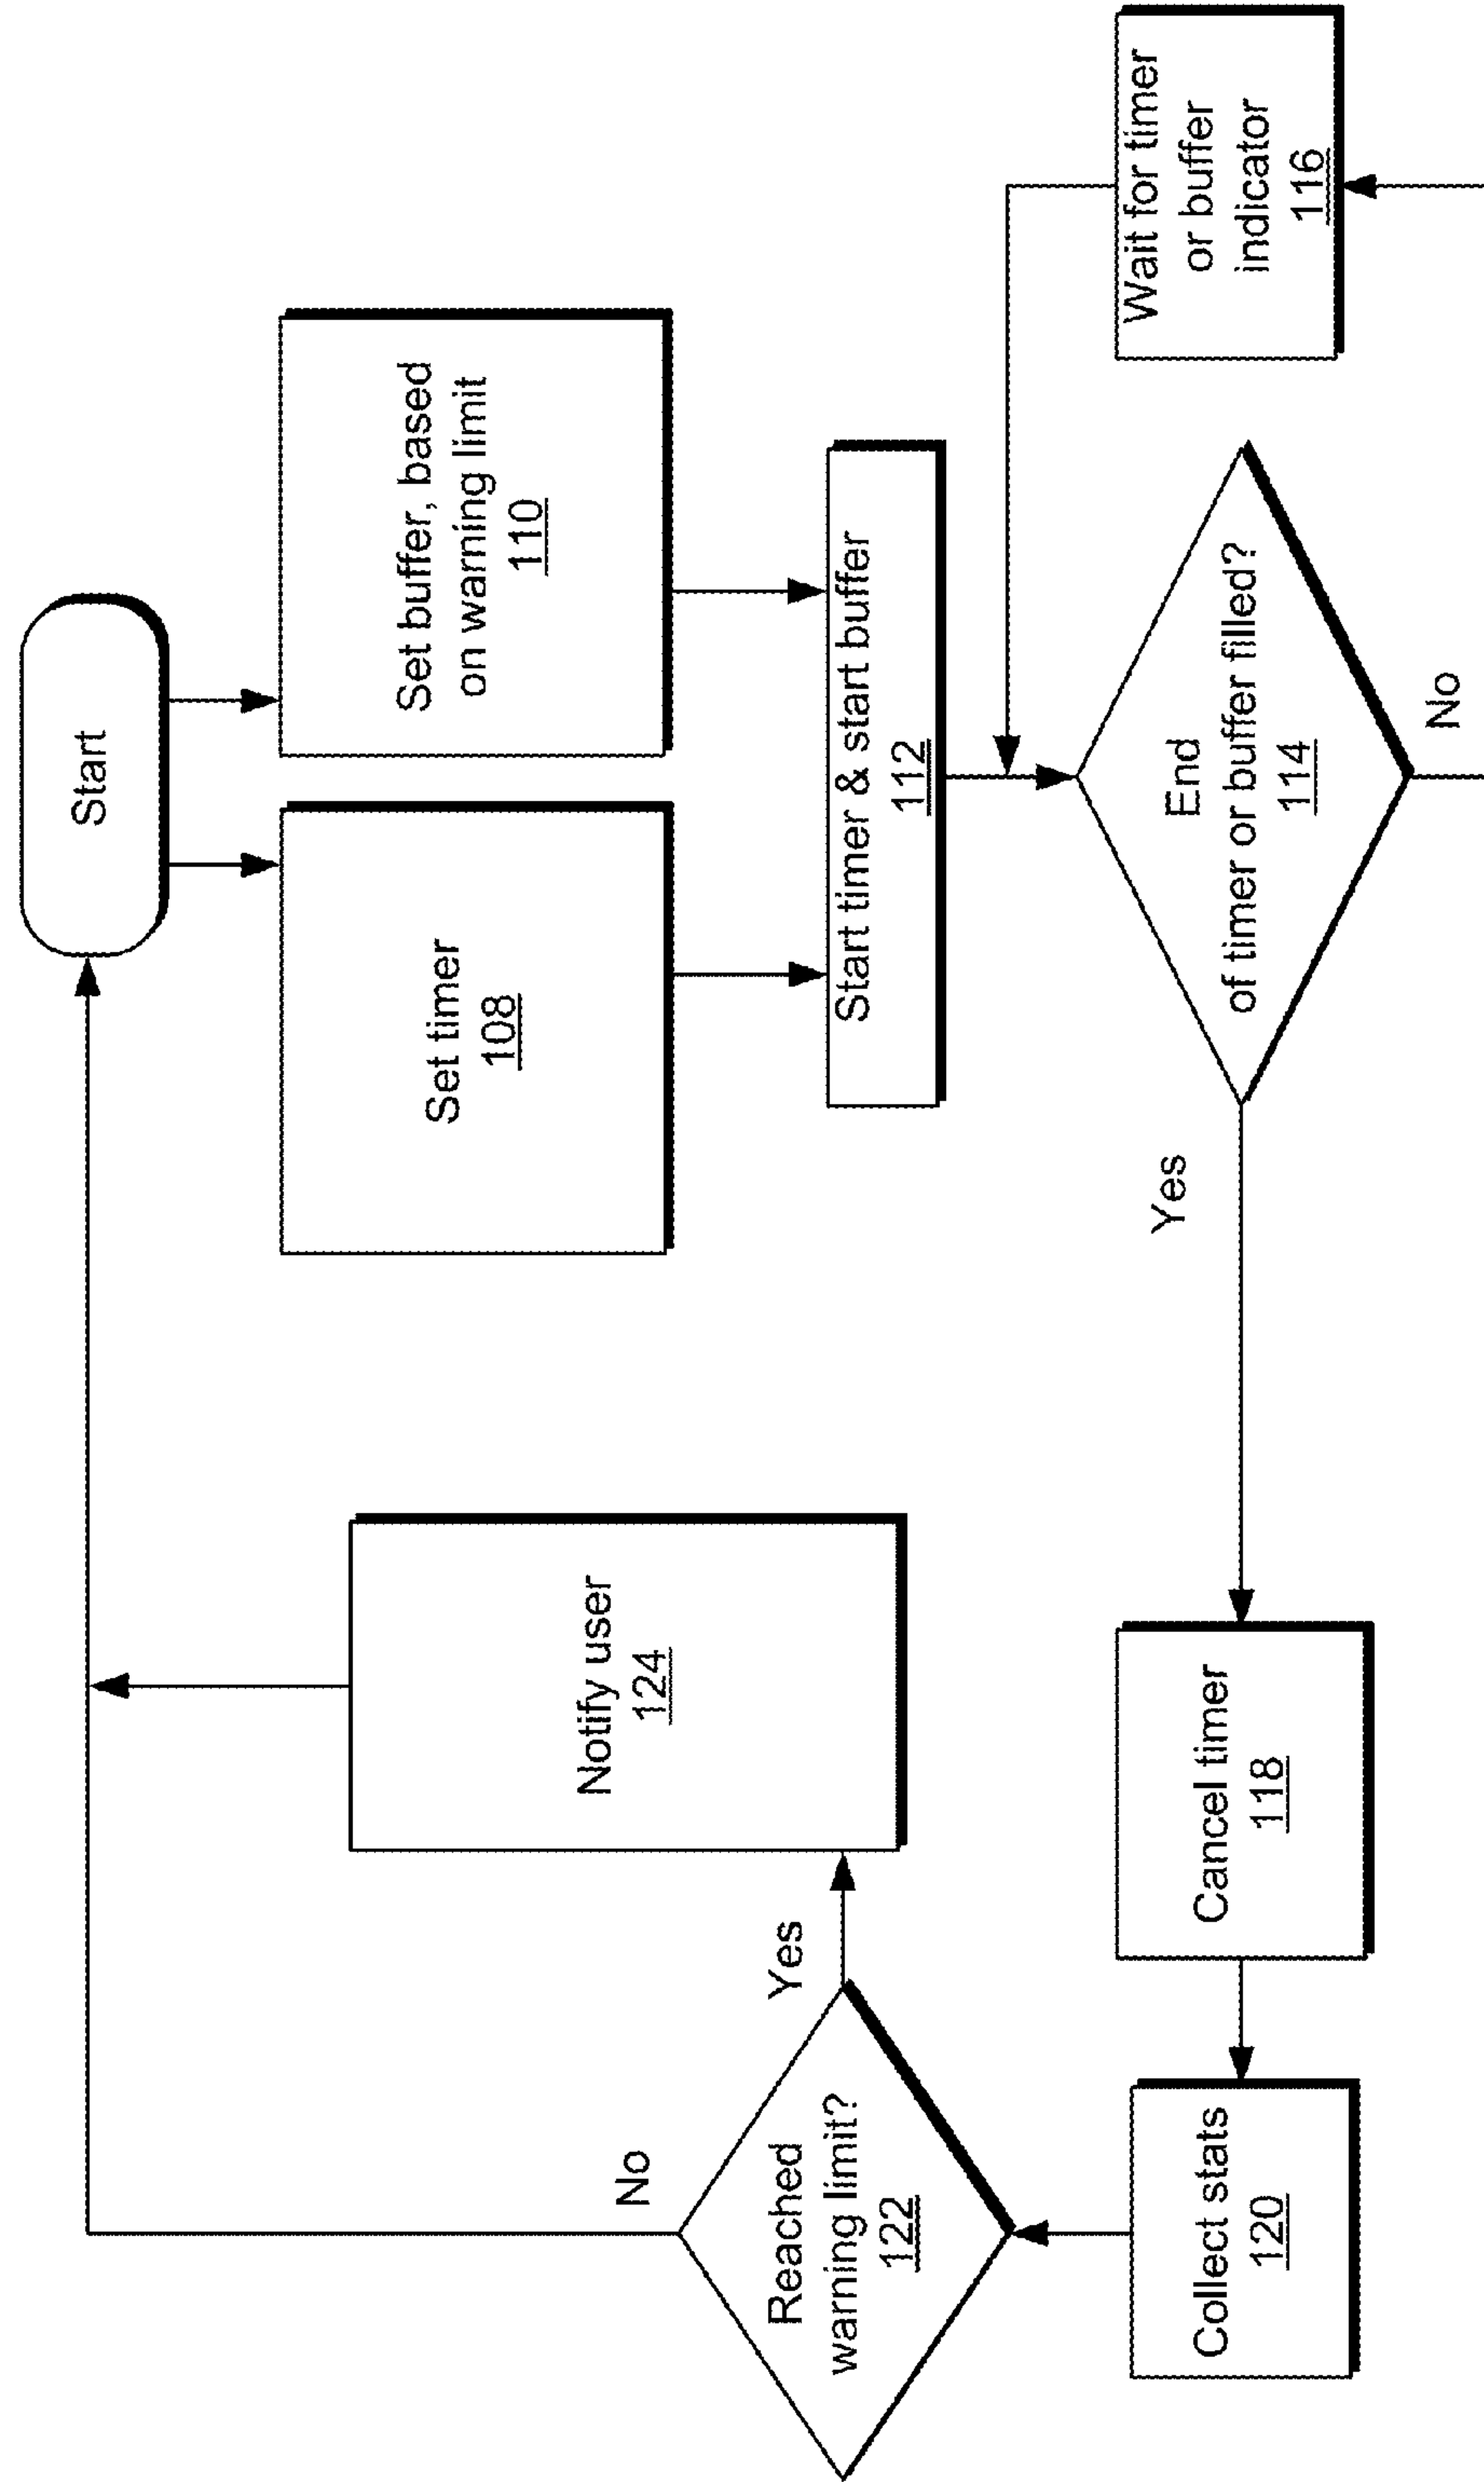 Start
Set timer
108
Set buffer, based
on warning limit
110
Start timer & start buffer
112
End
of timer or buffer filled?
114
No
Wait for timer
or buffer
indicator
116
Yes
Cancel timer
118
Collect stats
120
Reached
warning limit?
122
No
Yes
Notify user
124